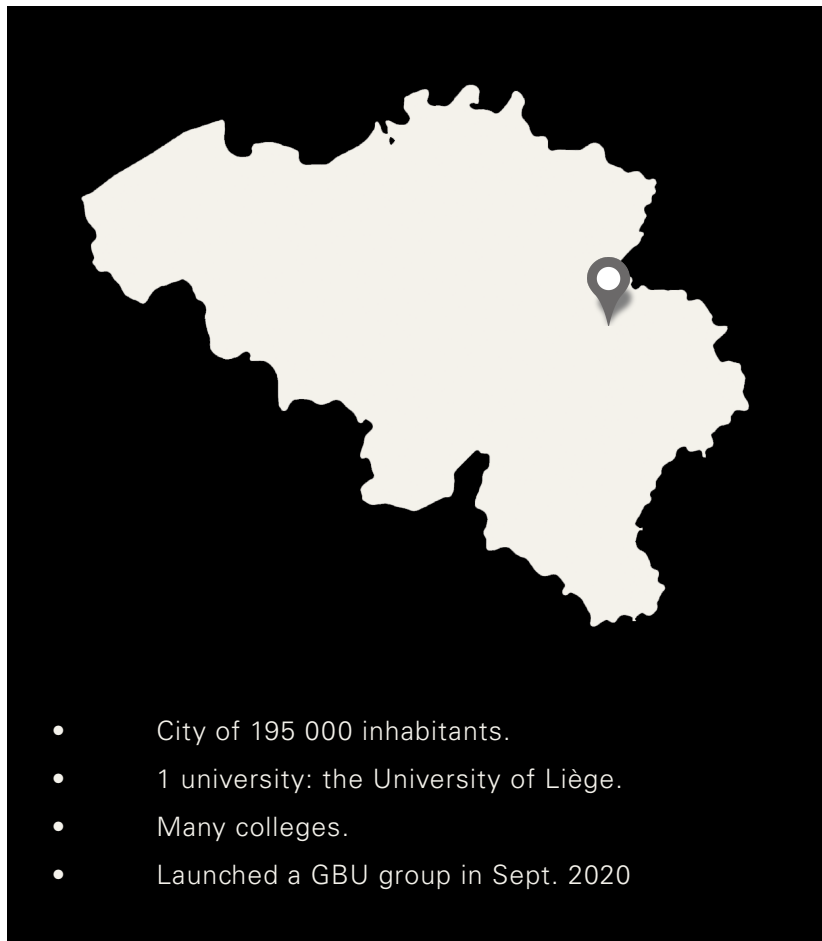 • City of 195 000 inhabitants.
• 1 university: the University of Liège.
• Many colleges.
• Launched a GBU group in Sept. 2020